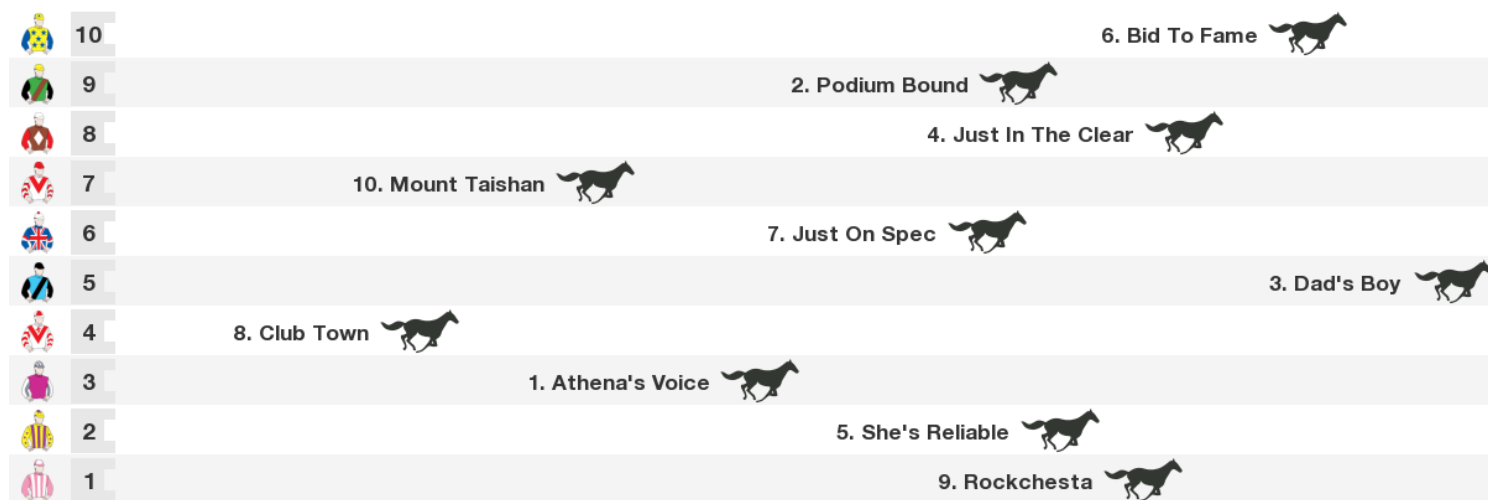 10 6. Bid To Fame
9 2. Podium Bound
8 4. Just In The Clear
7 10. Mount Taishan
6 7. Just On Spec
5 3. Dad's Boy
4 8. Club Town
3 1. Athena's Voice
2 5. She's Reliable
1 9. Rockchesta